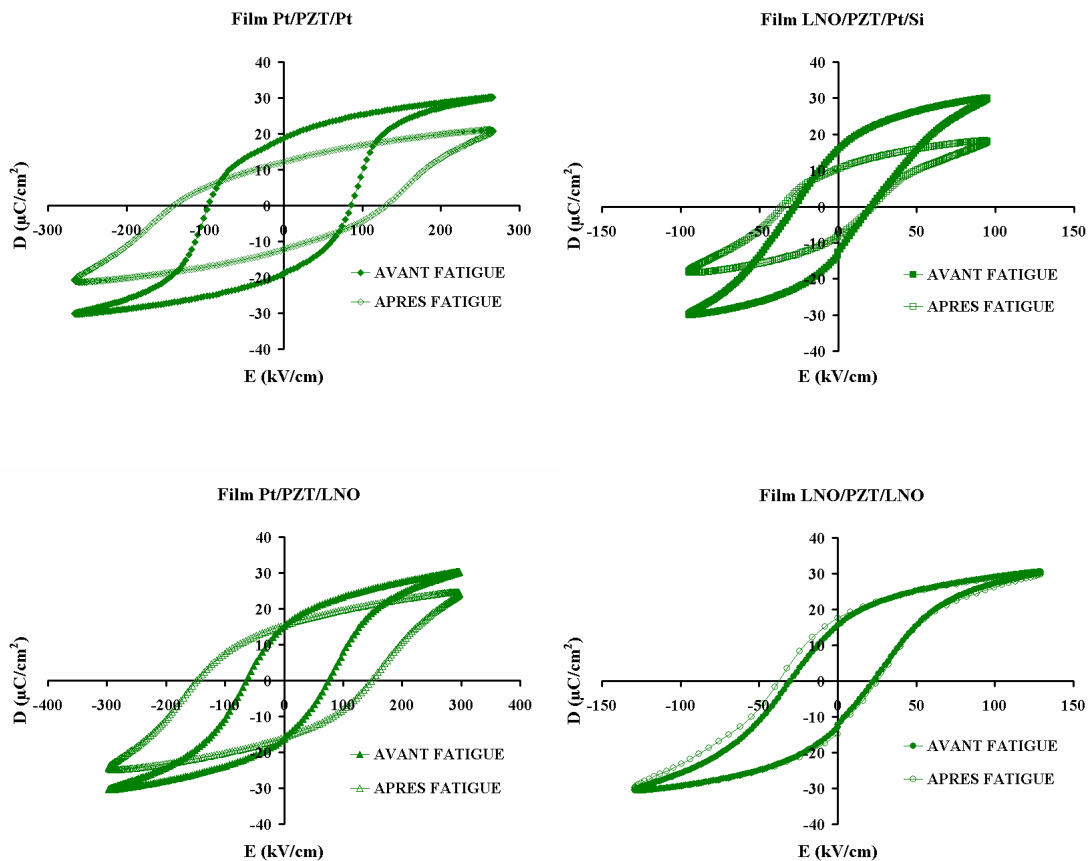 Film Pt/PZT/Pt
40
30
20
10
0
-10
-20
-30
-40
-300 -200 -100 0 100 200 300
D (µC/cm²)
E (kV/cm)
AVANT FATIGUE
APRES FATIGUE
Film LNO/PZT/Pt/Si
40
30
20
10
0
-10
-20
-30
-40
-150 -100 -50 0 50 100 150
D (µC/cm²)
E (kV/cm)
AVANT FATIGUE
APRES FATIGUE
Film Pt/PZT/LNO
40
30
20
10
0
-10
-20
-30
-40
-400 -300 -200 -100 0 100 200 300 400
D (µC/cm²)
E (kV/cm)
AVANT FATIGUE
APRES FATIGUE
Film LNO/PZT/LNO
40
30
20
10
0
-10
-20
-30
-40
-150 -100 -50 0 50 100 150
D (µC/cm²)
E (kV/cm)
AVANT FATIGUE
APRES FATIGUE